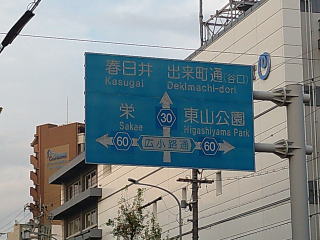 春日井 出来町通(谷口)
Kasugai Dekimachi-dori
30
栄 東山公園
Sakae Higashiyama Park
60 広小路通 60